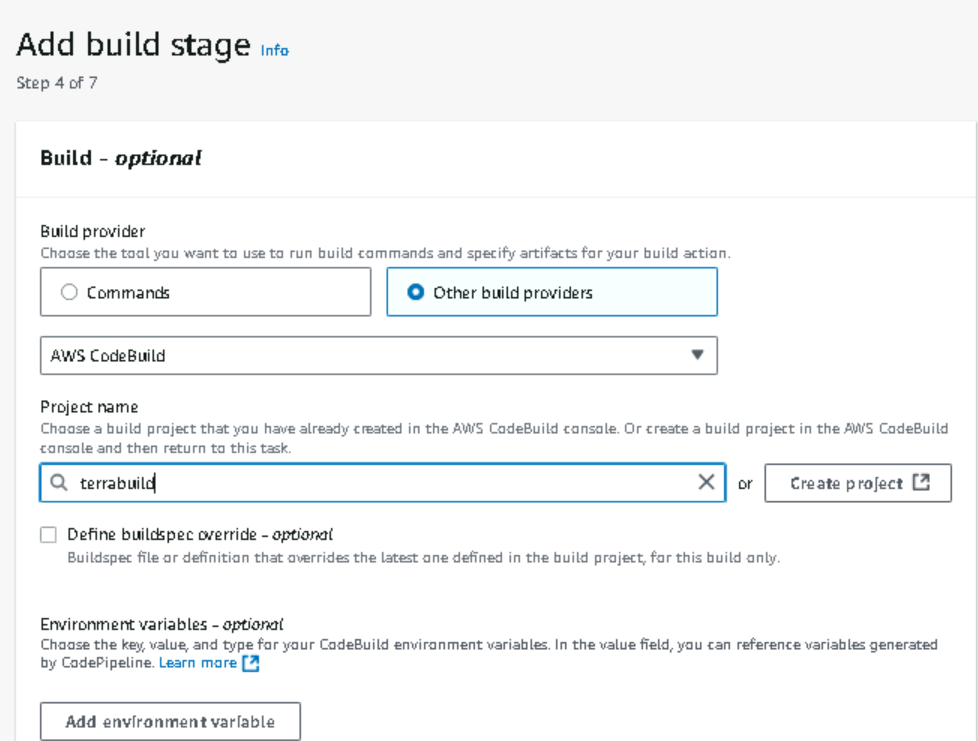 Add build stage Info
Step 4 of 7
Build - optional
Build provider
Choose the tool you want to use to run build commands and specify artifacts for your build action.
Commands
Other build providers
AWS CodeBuild
Project name
Choose a build project that you have already created in the AWS CodeBuild console. Or create a build project in the AWS CodeBuild
console and then return to this task.
terrabuild
or
Create project
Define buildspec override - optional
Buildspec file or definition that overrides the latest one defined in the build project, for this build only.
Environment variables - optional
Choose the key, value, and type for your CodeBuild environment variables. In the value field, you can reference variables generated
by CodePipeline. Learn more
Add environment variable